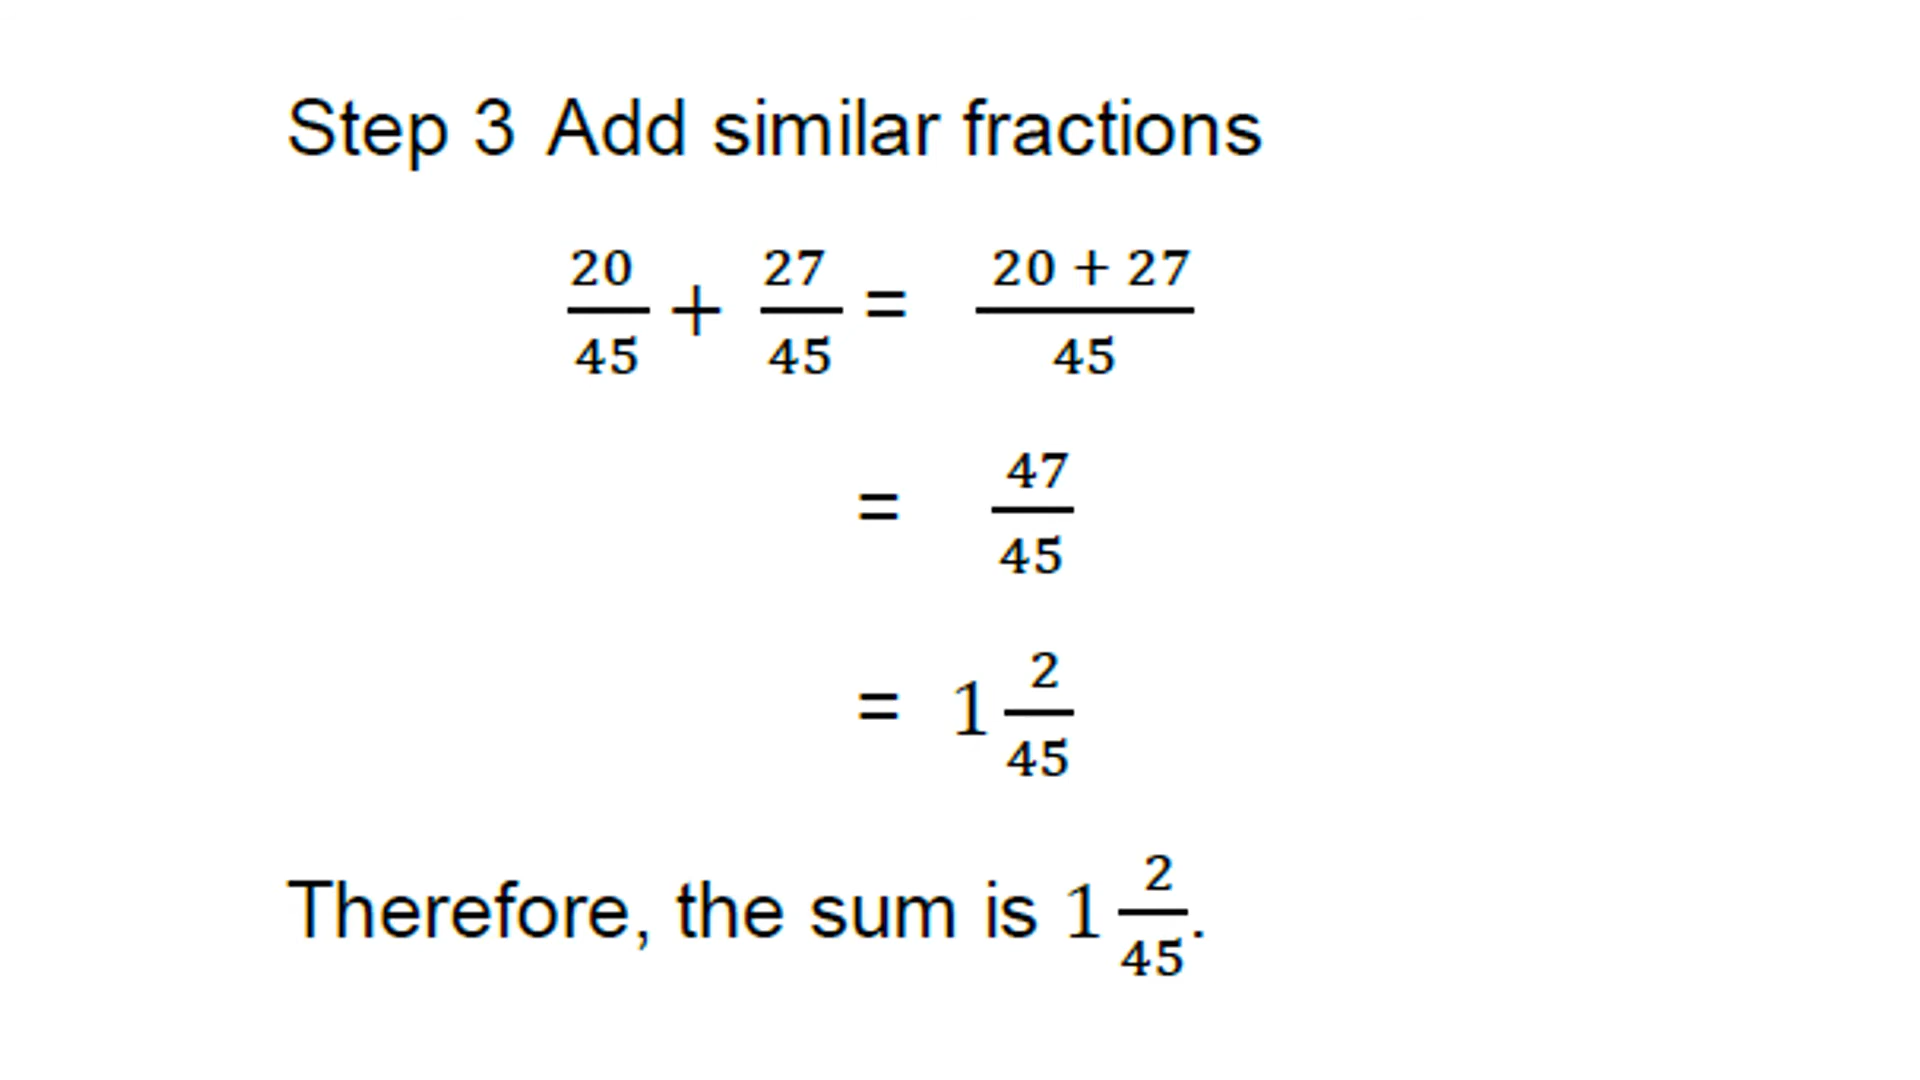 Step 3 Add similar fractions
20/45 + 27/45 = 20 + 27/45
= 47/45
= 1 2/45
Therefore, the sum is 1 2/45.